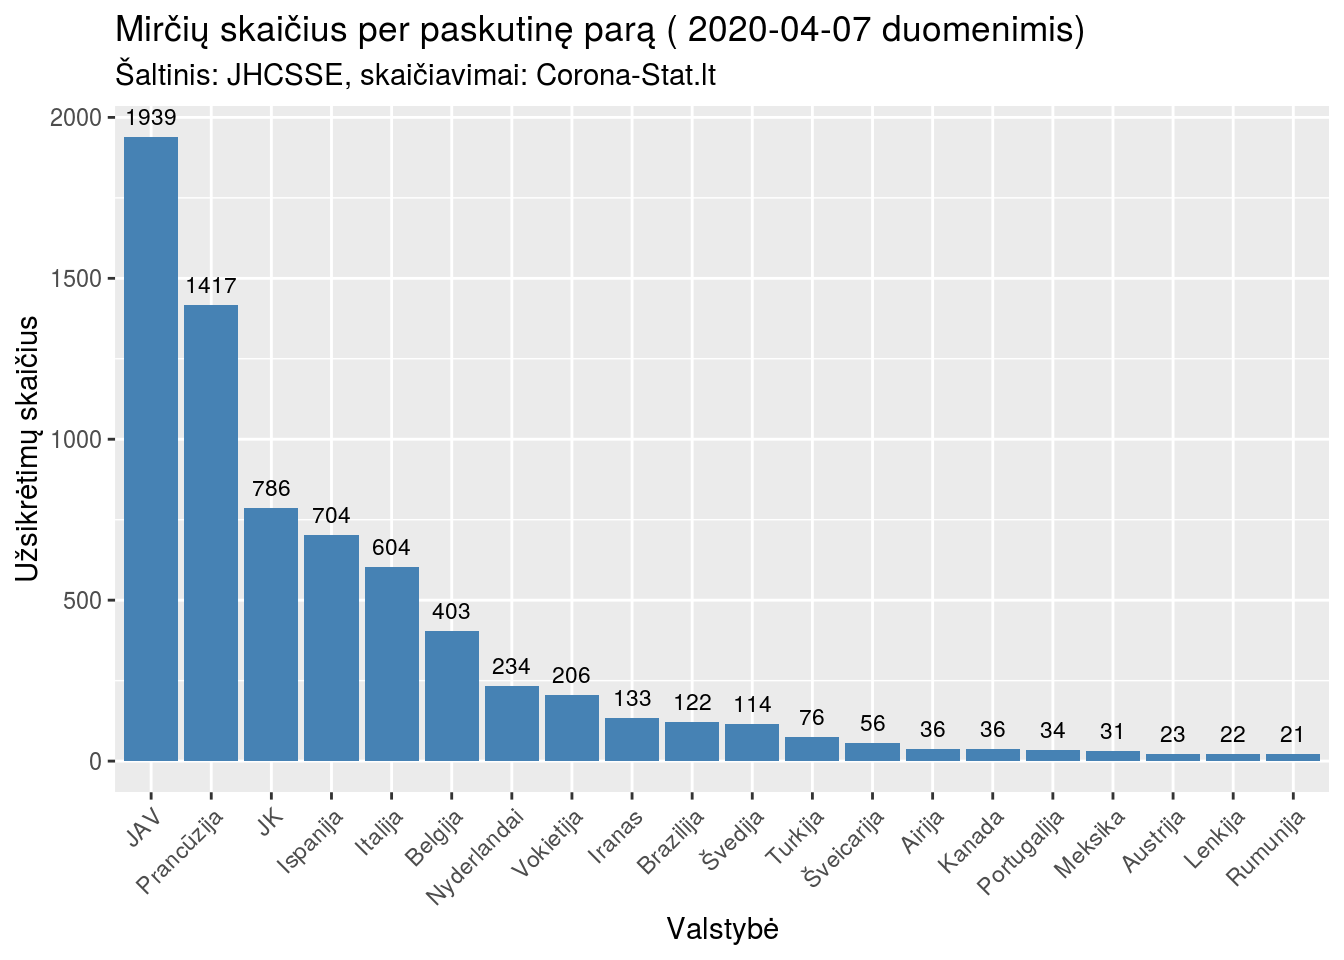 Mirčių skaičius per paskutinę parą ( 2020-04-07 duomenimis)
Šaltinis: JHCSSE, skaičiavimai: Corona-Stat.lt
Užsikrėtimų skaičius
2000
1500
1000
500
0
1939
1417
786
704
604
403
234
206
133
122
114
76
56
36
36
34
31
23
22
21
JAV
Prancūzija
JK
Ispanija
Italija
Belgija
Nyderlandai
Vokietija
Iranas
Brazilija
Švedija
Turkija
Šveicarija
Airija
Kanada
Portugalija
Meksika
Austrija
Lenkija
Rumunija
Valstybė